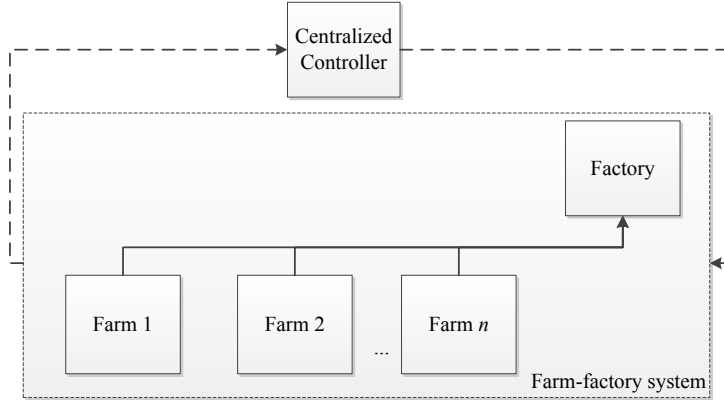 Centralized
Controller
Factory
Farm 1
Farm 2
...
Farm n
Farm-factory system